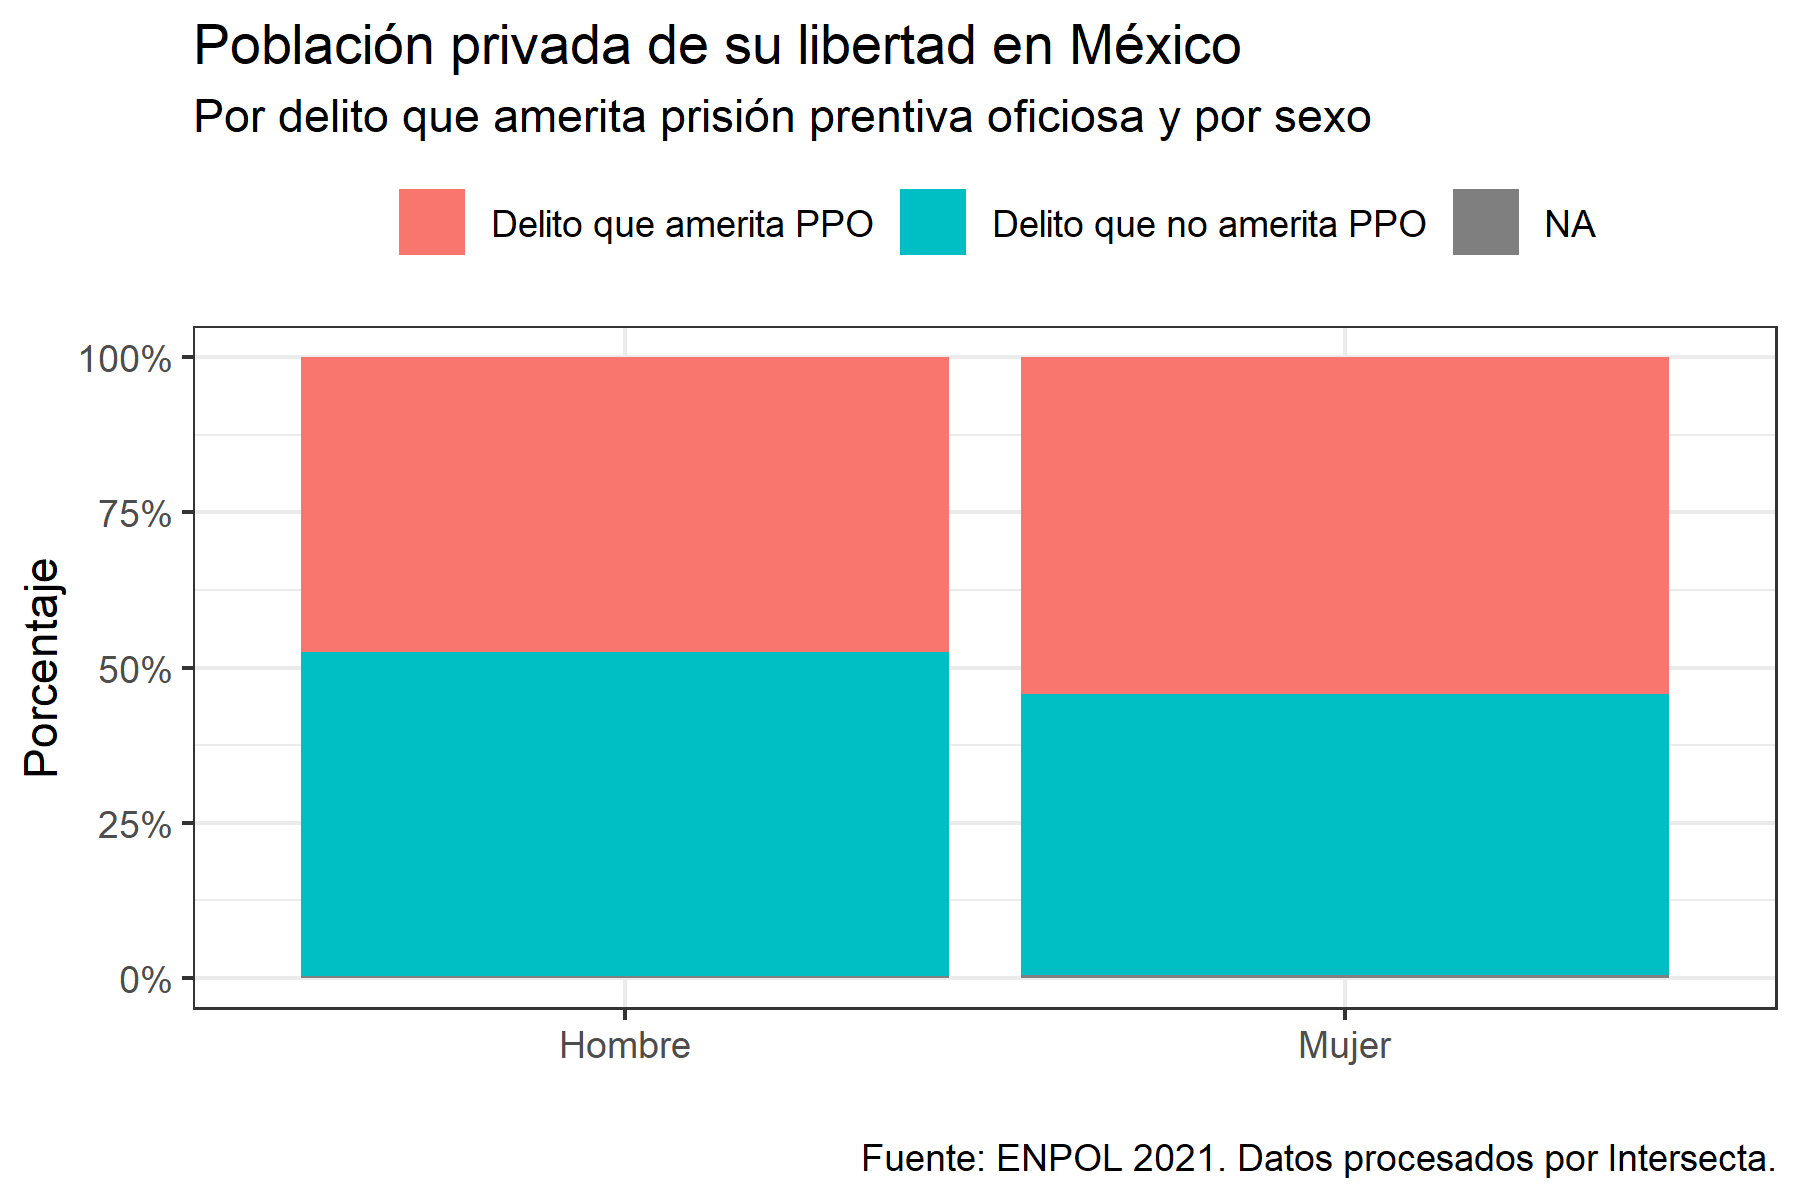 Población privada de su libertad en México
Por delito que amerita prisión prentiva oficiosa y por sexo
Delito que amerita PPO Delito que no amerita PPO NA
Porcentaje
100%
75%
50%
25%
0%
Hombre Mujer
Fuente: ENPOL 2021. Datos procesados por Intersecta.